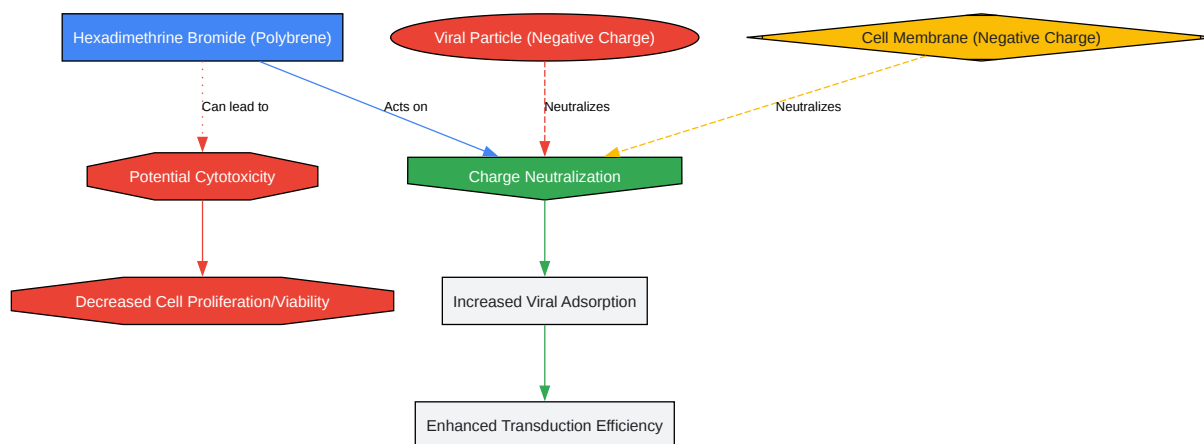 Hexadimethrine Bromide (Polybrene)
Viral Particle (Negative Charge)
Cell Membrane (Negative Charge)
Can lead to
Acts on
Neutralizes
Neutralizes
Potential Cytotoxicity
Charge Neutralization
Decreased Cell Proliferation/Viability
Increased Viral Adsorption
Enhanced Transduction Efficiency